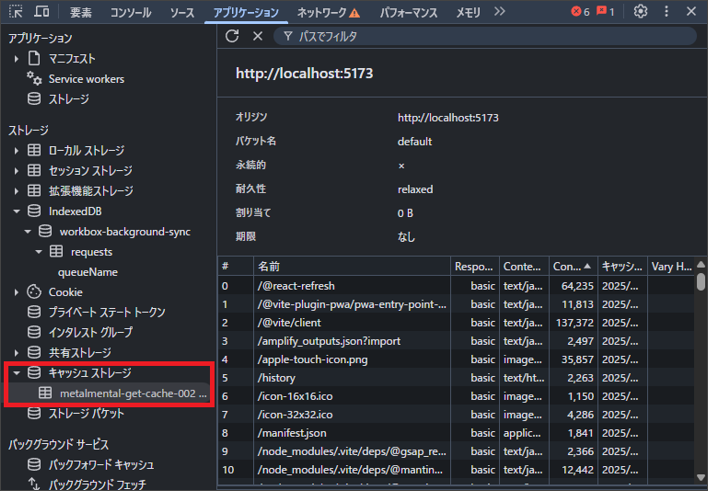 要素 コンソール ソース アプリケーション ネットワーク パフォーマンス メモリ 6 1
アプリケーション
マニフェスト
Service workers
ストレージ
ストレージ
ローカル ストレージ
セッション ストレージ
拡張機能ストレージ
IndexedDB
workbox-background-sync
requests
queueName
Cookie
プライベート ステート トークン
インタレスト グループ
共有ストレージ
キャッシュ ストレージ
metalmental-get-cache-002 ...
ストレージ バケット
バックグラウンド サービス
バックフォワード キャッシュ
バックグラウンド フェッチ
パスでフィルタ
http://localhost:5173
オリジン http://localhost:5173
バケット名 default
永続的 ×
耐久性 relaxed
割り当て 0 B
期限 なし
# 名前 Respo... Conte... Con... キャッシ... Vary H...
0 /@react-refresh basic text/ja... 64,235 2025/...
1 /@vite-plugin-pwa/pwa-entry-point-... basic text/ja... 11,813 2025/...
2 /@vite/client basic text/ja... 137,372 2025/...
3 /amplify_outputs.json?import basic text/ja... 2,497 2025/...
4 /apple-touch-icon.png basic image... 35,857 2025/...
5 /history basic text/ht... 2,263 2025/...
6 /icon-16x16.ico basic image... 1,150 2025/...
7 /icon-32x32.ico basic image... 4,286 2025/...
8 /manifest.json basic applic... 1,841 2025/...
9 /node_modules/.vite/deps/@gsap_re... basic text/ja... 2,366 2025/...
10 /node_modules/.vite/deps/@mantin... basic text/ja... 12,442 2025/...